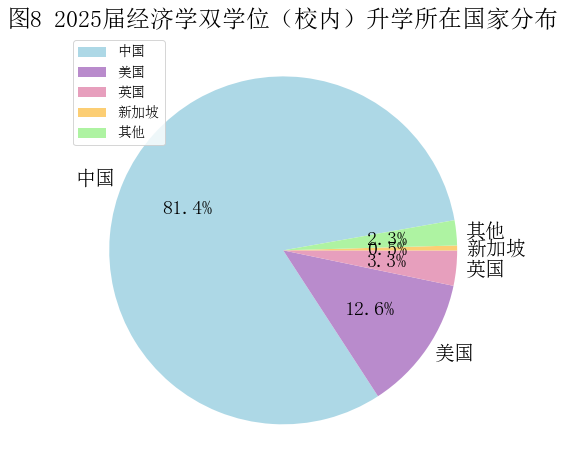 图8 2025届经济学双学位（校内）升学所在国家分布
中国
美国
英国
新加坡
其他
中国
81.4%
2.3%
其他
0.5%
新加坡
3.3%
英国
12.6%
美国